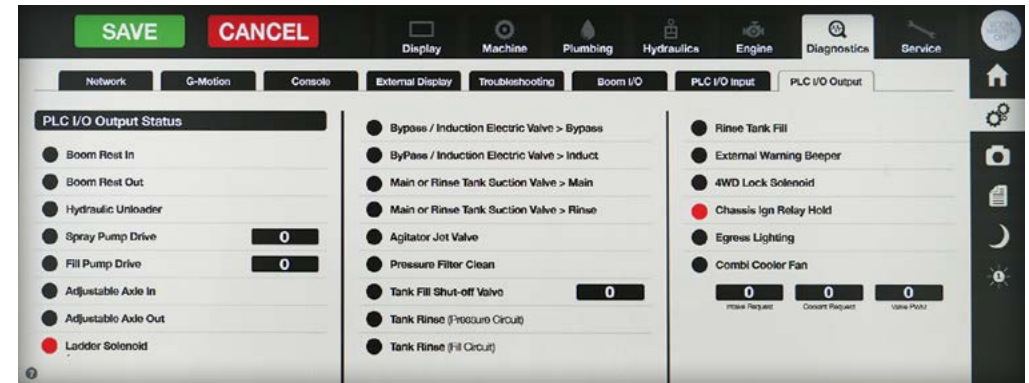 SAVE
CANCEL
Display
Machine
Plumbing
Hydraulics
Engine
Diagnostics
Service
Network
G-Motion
Console
External Display
Troubleshooting
Boom I/O
PLC I/O Input
PLC I/O Output
PLC I/O Output Status
Boom Rest In
Boom Rest Out
Hydraulic Unloader
Spray Pump Drive 0
Fill Pump Drive 0
Adjustable Axle In
Adjustable Axle Out
Ladder Solenoid
Bypass / Induction Electric Valve > Bypass
ByPass / Induction Electric Valve > Induct
Main or Rinse Tank Suction Valve > Main
Main or Rinse Tank Suction Valve > Rinse
Agitator Jet Valve
Pressure Filter Clean
Tank Fill Shut-off Valve 0
Tank Rinse (Pressure Circuit)
Tank Rinse (Fill Circuit)
Rinse Tank Fill
External Warning Beeper
4WD Lock Solenoid
Chassis Ign Relay Hold
Egress Lighting
Combi Cooler Fan
0 0 0
Intake Request Coolant Request Valve PWM
1
?